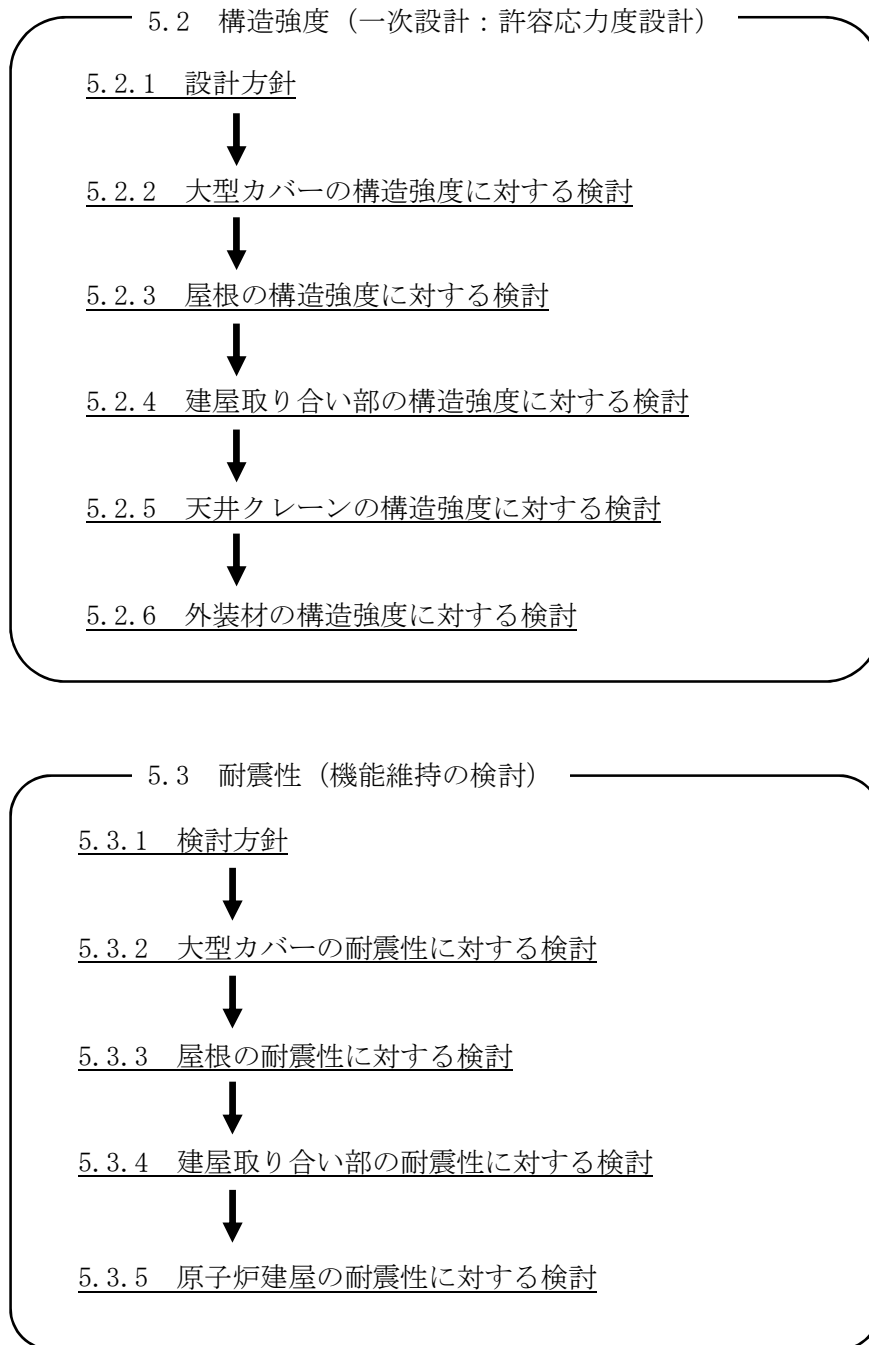 5.2 構造強度（一次設計：許容応力度設計）
5.2.1 設計方針
5.2.2 大型カバーの構造強度に対する検討
5.2.3 屋根の構造強度に対する検討
5.2.4 建屋取り合い部の構造強度に対する検討
5.2.5 天井クレーンの構造強度に対する検討
5.2.6 外装材の構造強度に対する検討
5.3 耐震性（機能維持の検討）
5.3.1 検討方針
5.3.2 大型カバーの耐震性に対する検討
5.3.3 屋根の耐震性に対する検討
5.3.4 建屋取り合い部の耐震性に対する検討
5.3.5 原子炉建屋の耐震性に対する検討